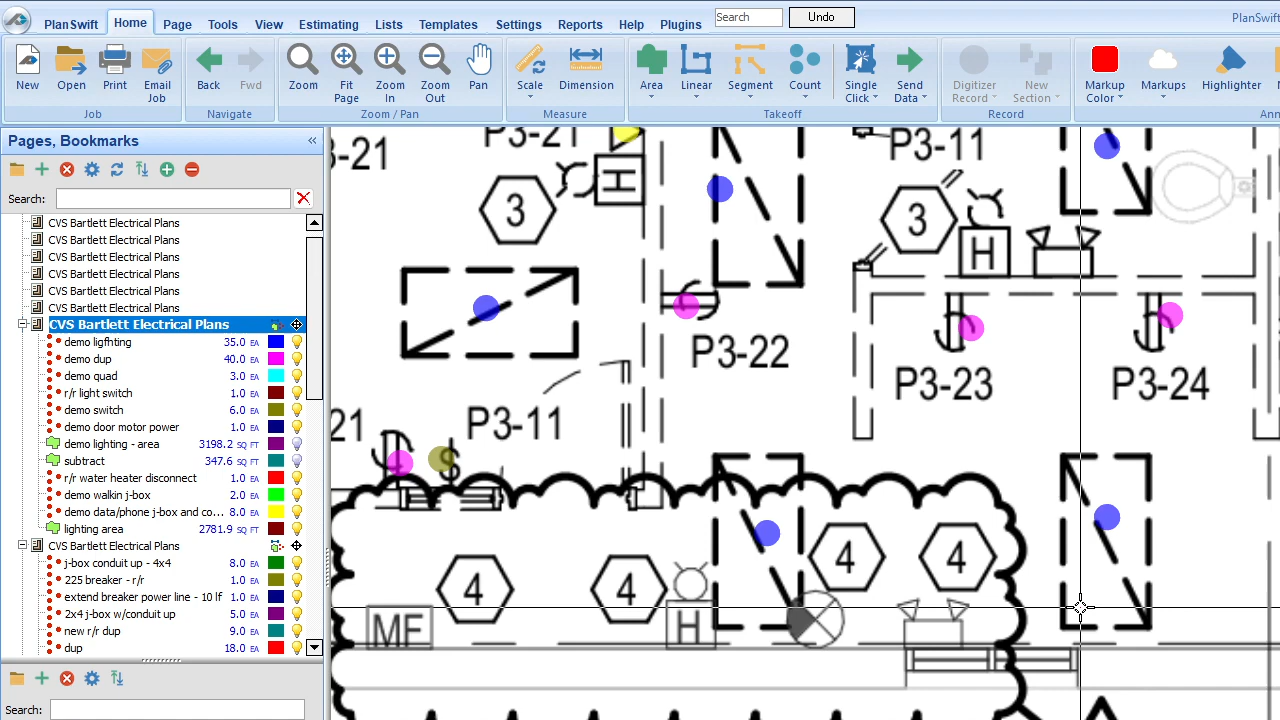 PlanSwift Home Page Tools View Estimating Lists Templates Settings Reports Help Plugins Search Undo PlanSwift
New Open Print Email Job Back Fwd Zoom Fit Page Zoom In Zoom Out Pan Scale Dimension Area Linear Segment Count Single Click Send Data Digitizer Record New Section Markup Color Markups Highlighter
Job Navigate Zoom / Pan Measure Takeoff Record Ann
Pages, Bookmarks
Search:
CVS Bartlett Electrical Plans
CVS Bartlett Electrical Plans
CVS Bartlett Electrical Plans
CVS Bartlett Electrical Plans
CVS Bartlett Electrical Plans
CVS Bartlett Electrical Plans
CVS Bartlett Electrical Plans
demo ligfhting 35.0 EA
demo dup 40.0 EA
demo quad 3.0 EA
r/r light switch 1.0 EA
demo switch 6.0 EA
demo door motor power 1.0 EA
demo lighting - area 3198.2 SQ FT
subtract 347.6 SQ FT
r/r water heater disconnect 1.0 EA
demo walkin j-box 2.0 EA
demo data/phone j-box and co... 8.0 EA
lighting area 2781.9 SQ FT
CVS Bartlett Electrical Plans
j-box conduit up - 4x4 8.0 EA
225 breaker - r/r 1.0 EA
extend breaker power line - 10 lf 1.0 EA
2x4 j-box w/conduit up 5.0 EA
new r/r dup 9.0 EA
dup 18.0 EA
Search:
3-21 P3-21 P3-11
3 H 3 H
P3-22
P3-23 P3-24
21 P3-11
$
4 4 4 4
MF H